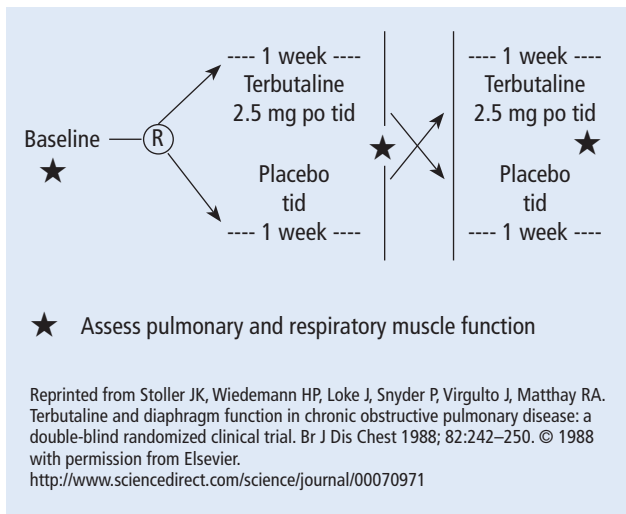 ---- 1 week ----
Terbutaline
2.5 mg po tid
Baseline
R
Placebo
tid
---- 1 week ----
---- 1 week ----
Terbutaline
2.5 mg po tid
Placebo
tid
---- 1 week ----
★ Assess pulmonary and respiratory muscle function
Reprinted from Stoller JK, Wiedemann HP, Loke J, Snyder P, Virgulto J, Matthay RA.
Terbutaline and diaphragm function in chronic obstructive pulmonary disease: a
double-blind randomized clinical trial. Br J Dis Chest 1988; 82:242–250. © 1988
with permission from Elsevier.
http://www.sciencedirect.com/science/journal/00070971